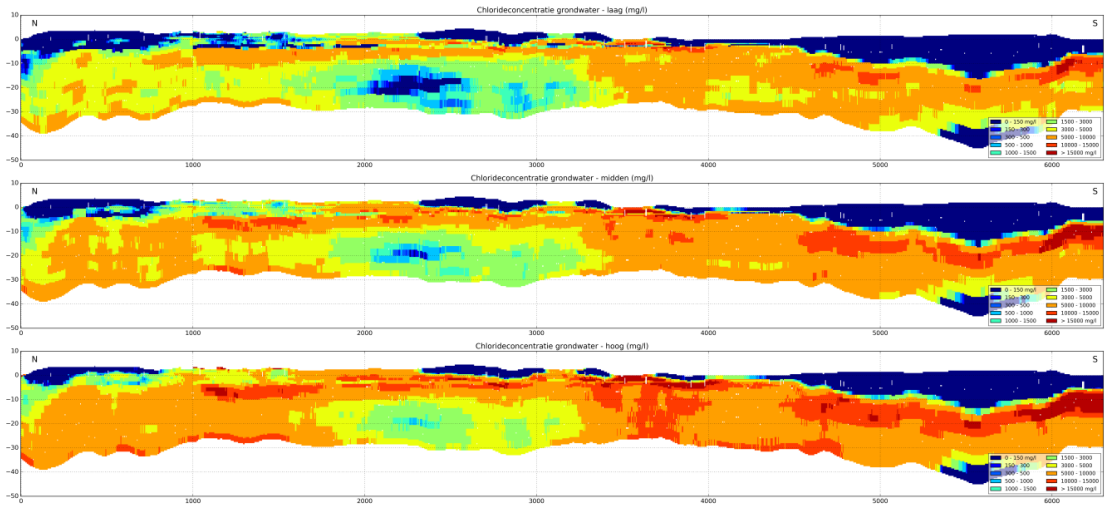 Chlorideconcentratie grondwater - laag (mg/l)
N
S
10
0
−10
−20
−30
−40
−50
0 - 150 mg/l
150 - 300
300 - 500
500 - 1000
1000 - 1500
1500 - 3000
3000 - 5000
5000 - 10000
10000 - 15000
> 15000 mg/l
0
1000
2000
3000
4000
5000
6000
Chlorideconcentratie grondwater - midden (mg/l)
N
S
10
0
−10
−20
−30
−40
−50
0 - 150 mg/l
150 - 300
300 - 500
500 - 1000
1000 - 1500
1500 - 3000
3000 - 5000
5000 - 10000
10000 - 15000
> 15000 mg/l
0
1000
2000
3000
4000
5000
6000
Chlorideconcentratie grondwater - hoog (mg/l)
N
S
10
0
−10
−20
−30
−40
−50
0 - 150 mg/l
150 - 300
300 - 500
500 - 1000
1000 - 1500
1500 - 3000
3000 - 5000
5000 - 10000
10000 - 15000
> 15000 mg/l
0
1000
2000
3000
4000
5000
6000